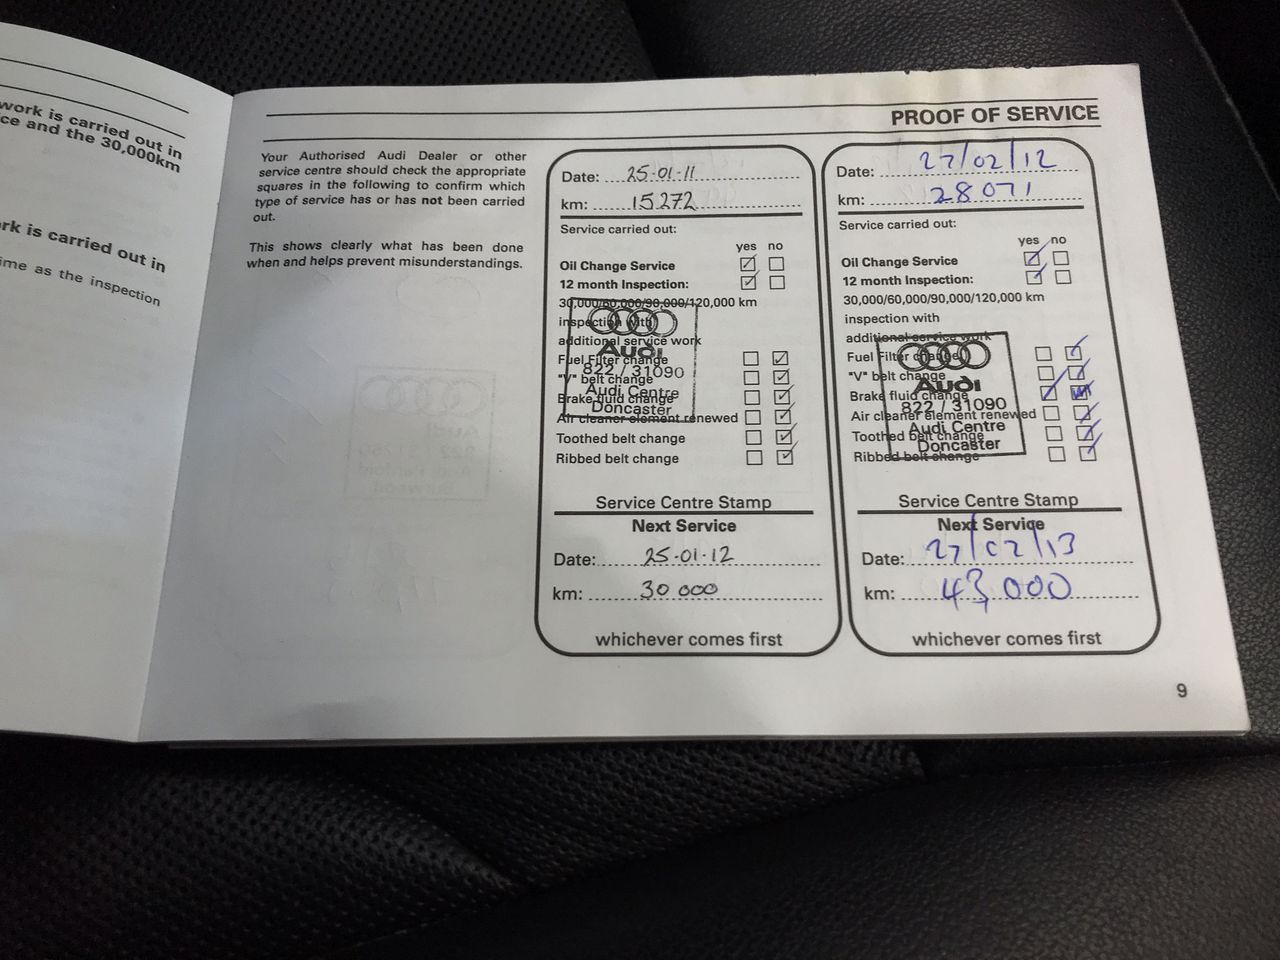 work is carried out in
ce and the 30,000km
rk is carried out in
ime as the inspection
PROOF OF SERVICE
Your Authorised Audi Dealer or other
service centre should check the appropriate
squares in the following to confirm which
type of service has or has not been carried
out.
This shows clearly what has been done
when and helps prevent misunderstandings.
Date: 25·01·11
km: 15272
Service carried out:
yes no
Oil Change Service
12 month Inspection:
30,000/60,000/90,000/120,000 km
inspection with
additional service work
Fuel Filter change
"V" belt change
Brake fluid change
Air cleaner element renewed
Toothed belt change
Ribbed belt change
Audi
822 / 31090
Audi Centre
Doncaster
Service Centre Stamp
Next Service
Date: 25·01·12
km: 30 000
whichever comes first
Date: 27/02/12
km: 28071
Service carried out:
yes no
Oil Change Service
12 month Inspection:
30,000/60,000/90,000/120,000 km
inspection with
additional service work
Fuel Filter change
"V" belt change
Brake fluid change
Air cleaner element renewed
Toothed belt change
Ribbed belt change
Audi
822 / 31090
Audi Centre
Doncaster
Service Centre Stamp
Next Service
Date: 27/02/13
km: 43,000
whichever comes first
9